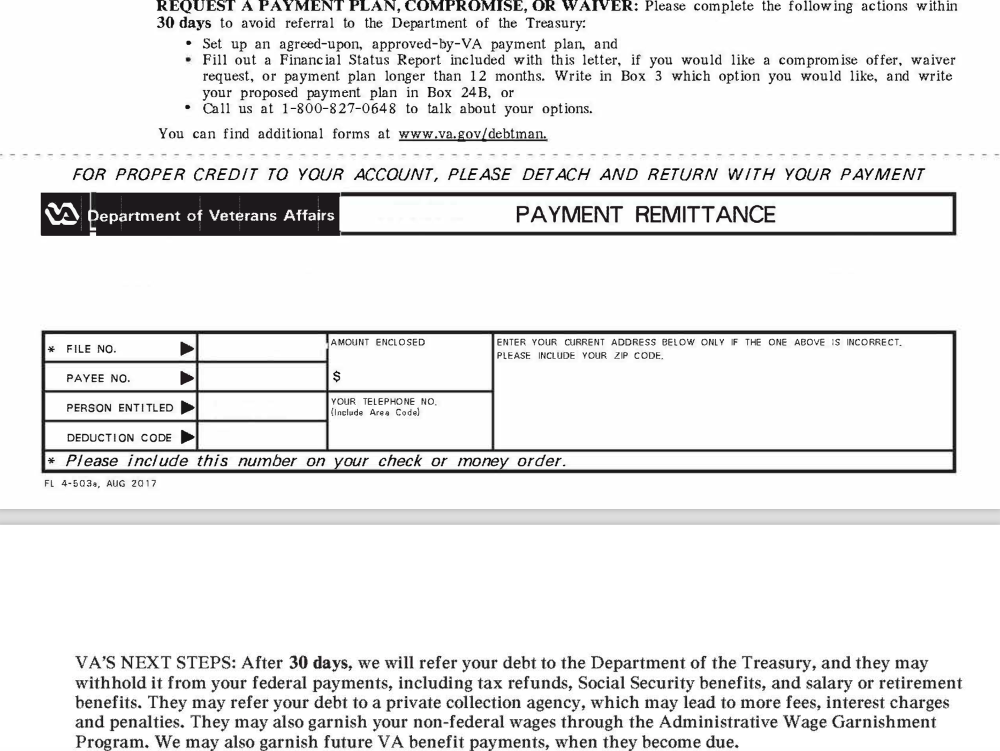 REQUEST A PAYMENT PLAN, COMPROMISE, OR WAIVER: Please complete the following actions within
30 days to avoid referral to the Department of the Treasury:
• Set up an agreed-upon, approved-by-VA payment plan, and
• Fill out a Financial Status Report included with this letter, if you would like a compromise offer, waiver
request, or payment plan longer than 12 months. Write in Box 3 which option you would like, and write
your proposed payment plan in Box 24B, or
• Call us at 1-800-827-0648 to talk about your options.
You can find additional forms at www.va.gov/debtman.
FOR PROPER CREDIT TO YOUR ACCOUNT, PLEASE DETACH AND RETURN WITH YOUR PAYMENT
VA Department of Veterans Affairs
PAYMENT REMITTANCE
* FILE NO.
PAYEE NO.
PERSON ENTITLED
DEDUCTION CODE
AMOUNT ENCLOSED
$
YOUR TELEPHONE NO.
(Include Area Code)
ENTER YOUR CURRENT ADDRESS BELOW ONLY IF THE ONE ABOVE IS INCORRECT.
PLEASE INCLUDE YOUR ZIP CODE.
* Please include this number on your check or money order.
FL 4-503a, AUG 2017
VA'S NEXT STEPS: After 30 days, we will refer your debt to the Department of the Treasury, and they may
withhold it from your federal payments, including tax refunds, Social Security benefits, and salary or retirement
benefits. They may refer your debt to a private collection agency, which may lead to more fees, interest charges
and penalties. They may also garnish your non-federal wages through the Administrative Wage Garnishment
Program. We may also garnish future VA benefit payments, when they become due.